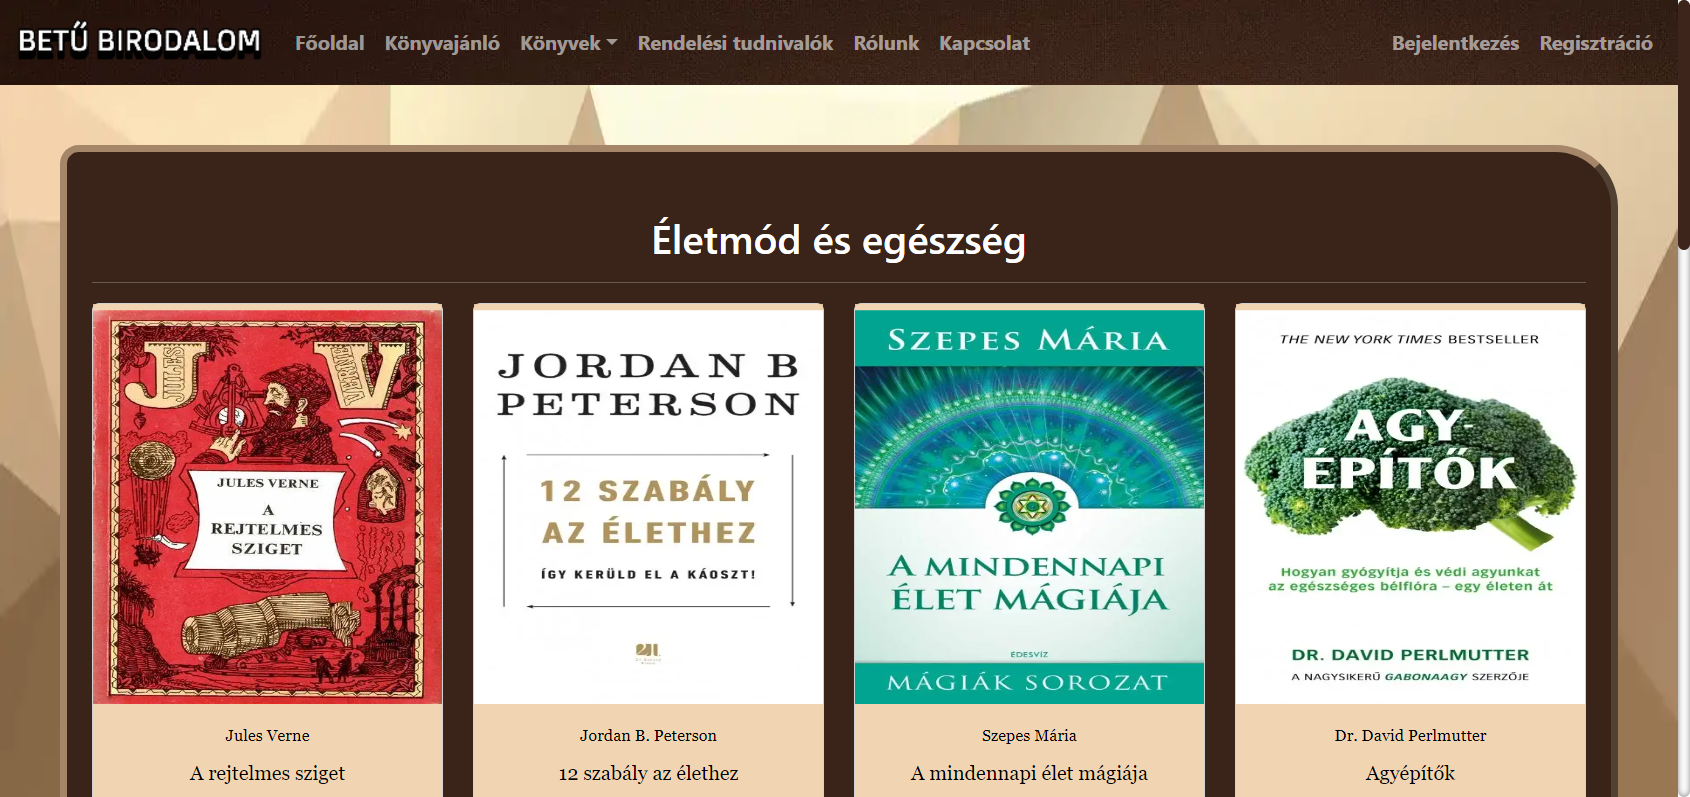 BETŰ BIRODALOM
Főoldal Könyvajánló Könyvek Rendelési tudnivalók Rólunk Kapcsolat Bejelentkezés Regisztráció
Életmód és egészség
JULES
VERNE
JULES VERNE
A
REJTELMES
SZIGET
Jules Verne
A rejtelmes sziget
JORDAN B
PETERSON
12 SZABÁLY
AZ ÉLETHEZ
ÍGY KERÜLD EL A KÁOSZT!
Jordan B. Peterson
12 szabály az élethez
SZEPES MÁRIA
A MINDENNAPI
ÉLET MÁGIÁJA
ÉDESVÍZ
MÁGIÁK SOROZAT
Szepes Mária
A mindennapi élet mágiája
THE NEW YORK TIMES BESTSELLER
AGY-
ÉPÍTŐK
Hogyan gyógyítja és védi agyunkat
az egészséges bélflóra – egy életen át
DR. DAVID PERLMUTTER
A NAGYSIKERŰ GABONAAGY SZERZŐJE
Dr. David Perlmutter
Agyépítők